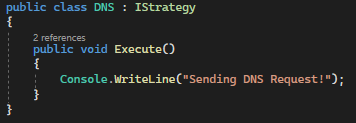 public class DNS : IStrategy
{
2 references
public void Execute()
{
Console.WriteLine("Sending DNS Request!");
}
}